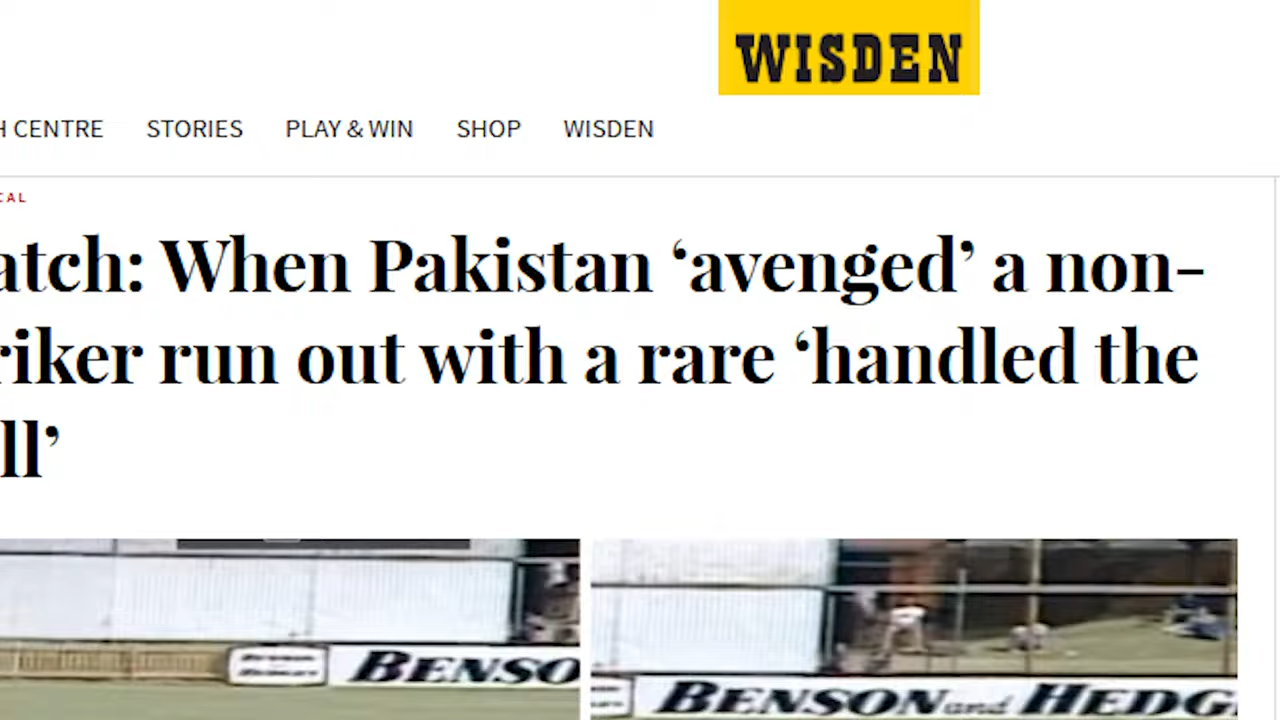 WISDEN
H CENTRE STORIES PLAY & WIN SHOP WISDEN
CAL
atch: When Pakistan ‘avenged’ a non-
riker run out with a rare ‘handled the
ll’
BENSO
BENSON and HEDG